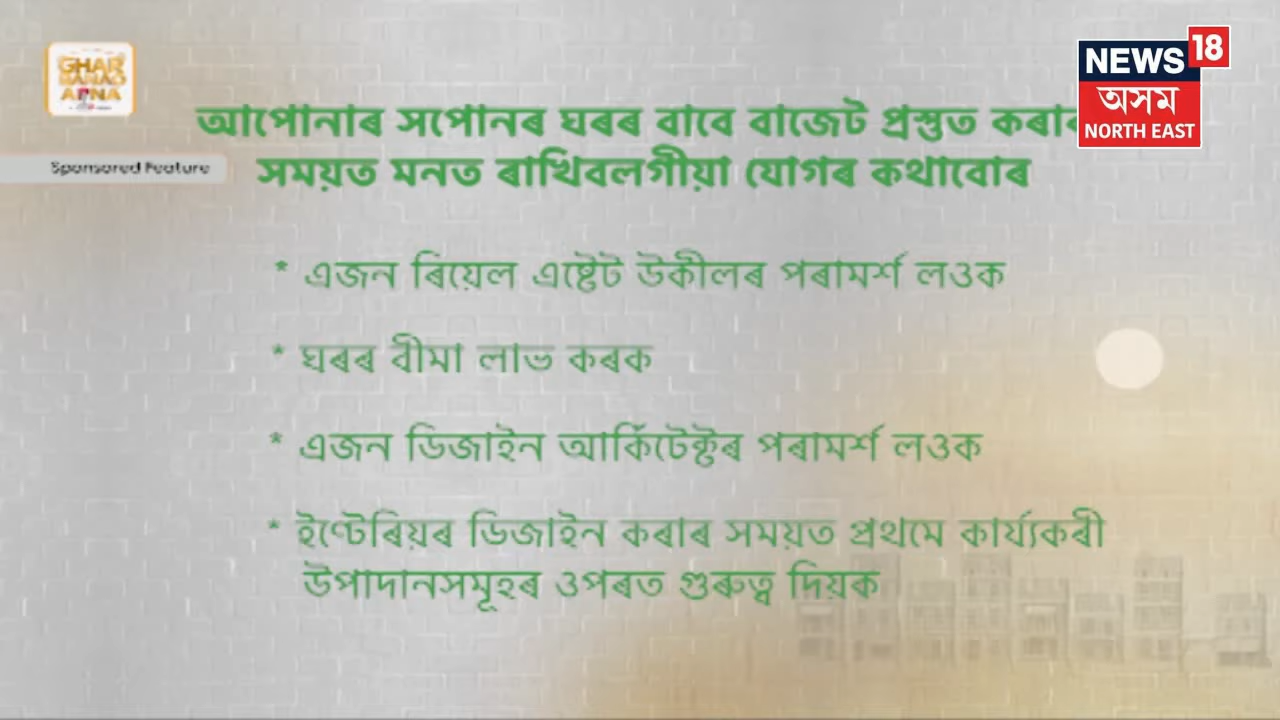 GHAR
BANAO
APNA
NEWS 18
অসম
NORTH EAST
আপোনাৰ সপোনৰ ঘৰৰ বাবে বাজেট প্ৰস্তুত কৰাৰ
Sponsored Feature
সময়ত মনত ৰাখিবলগীয়া যোগৰ কথাবোৰ
* এজন ৰিয়েল এষ্টেট উকীলৰ পৰামৰ্শ লওক
* ঘৰৰ বীমা লাভ কৰক
* এজন ডিজাইন আৰ্কিটেক্টৰ পৰামৰ্শ লওক
* ইণ্টেৰিয়ৰ ডিজাইন কৰাৰ সময়ত প্ৰথমে কাৰ্য্যকৰী
উপাদানসমূহৰ ওপৰত গুৰুত্ব দিয়ক